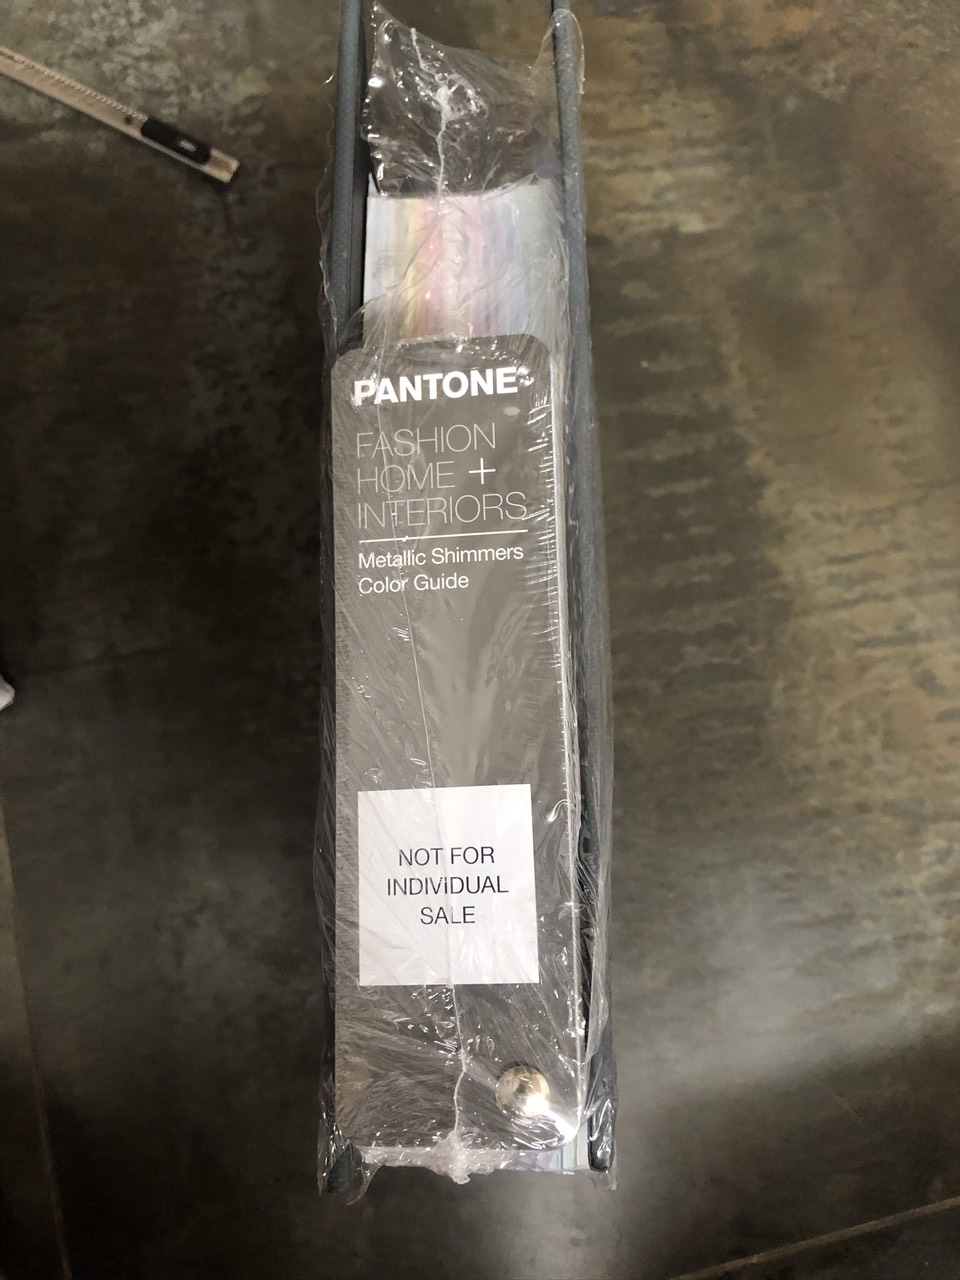 PANTONE
FASHION
HOME +
INTERIORS
Metallic Shimmers
Color Guide
NOT FOR
INDIVIDUAL
SALE